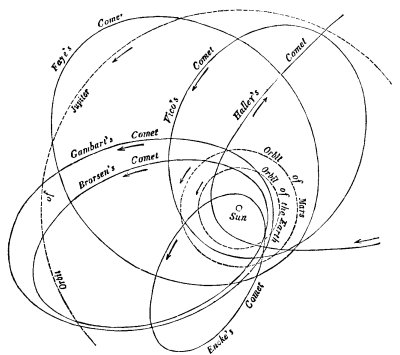 Faye's Comet
Jupiter
Vico's Comet
Halley's Comet
Gambart's Comet
Brorsen's Comet
Orbit of Mars
Orbit of the Earth
Sun
Orbit of
Encke's Comet